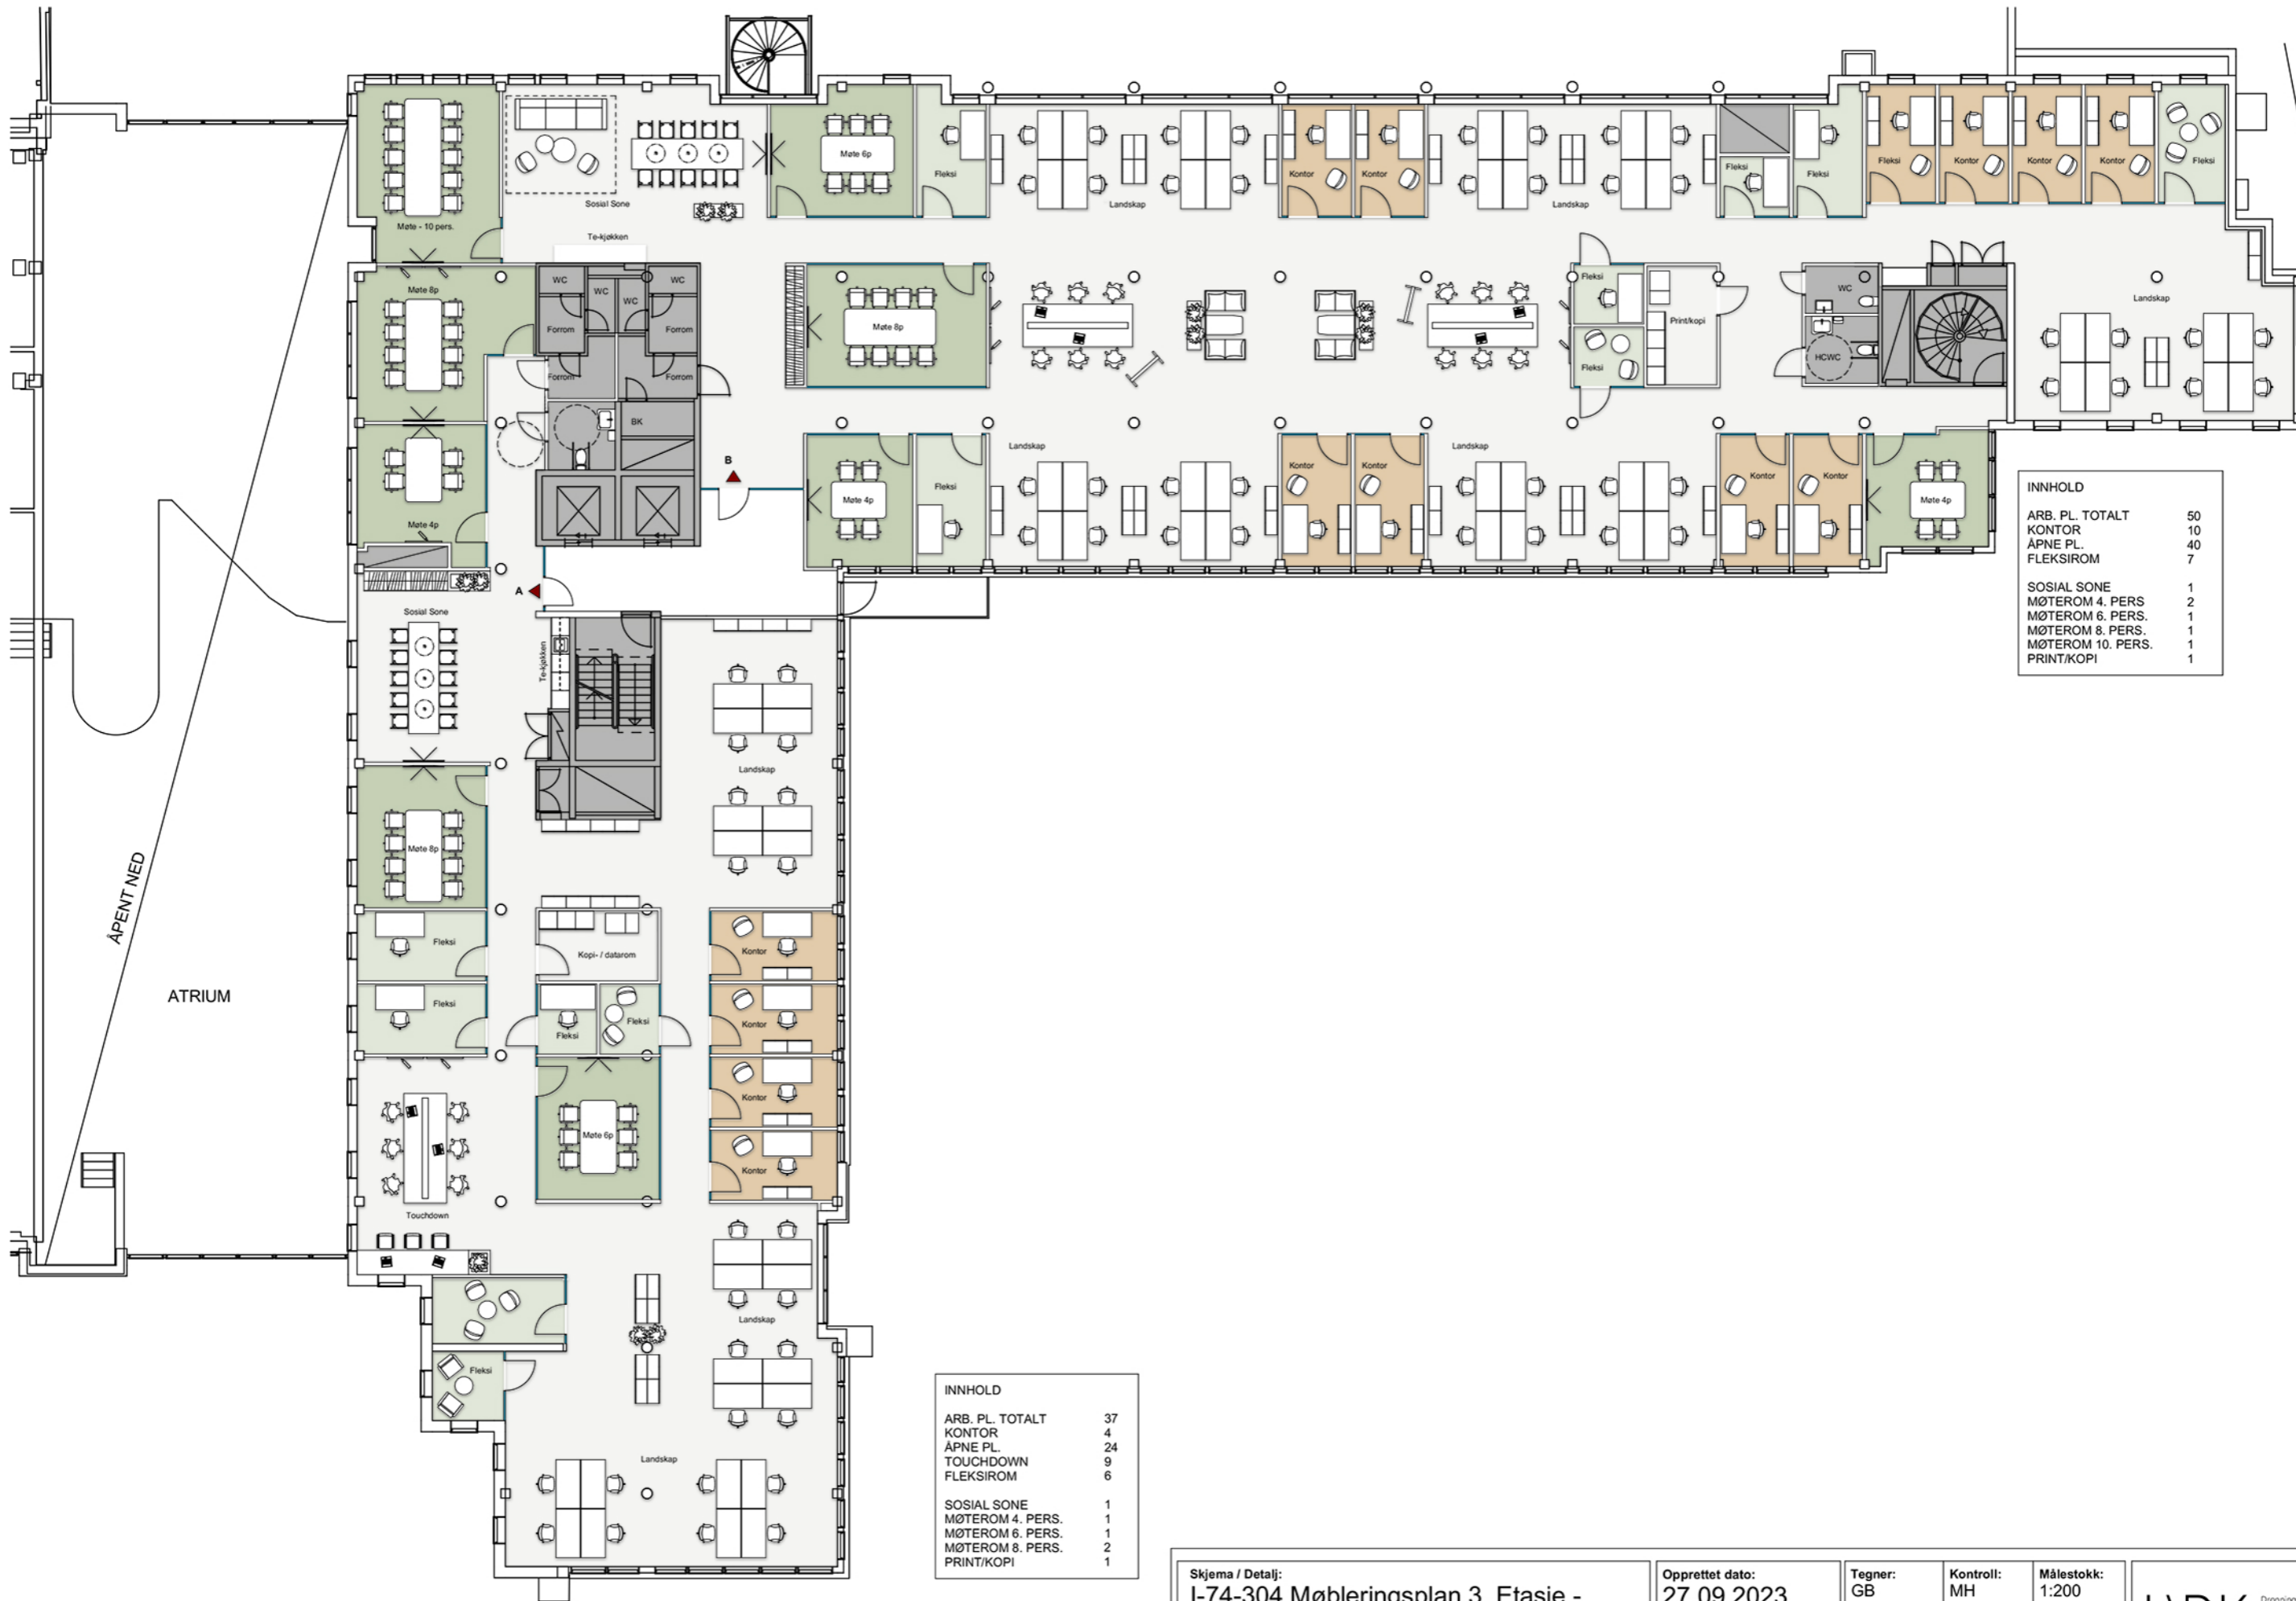 Møte - 10 pers.
Sosial Sone
Te-kjøkken
Møte 6p
Fleksi
Landskap
Kontor
Kontor
Landskap
Fleksi
Fleksi
Fleksi
Kontor
Kontor
Kontor
Fleksi
Møte 8p
WC
WC
WC
WC
Forrom
Forrom
Forrom
Forrom
BK
Møte 8p
Fleksi
Fleksi
Print/kopi
WC
HCWC
Landskap
Møte 4p
B
Møte 4p
Fleksi
Landskap
Kontor
Kontor
Landskap
Kontor
Kontor
Møte 4p
INNHOLD
ARB. PL. TOTALT 50
KONTOR 10
ÅPNE PL. 40
FLEKSIROM 7
SOSIAL SONE 1
MØTEROM 4. PERS 2
MØTEROM 6. PERS. 1
MØTEROM 8. PERS. 1
MØTEROM 10. PERS. 1
PRINT/KOPI 1
A
Sosial Sone
Te-kjøkken
Landskap
Møte 8p
ÅPENT NED
ATRIUM
Fleksi
Kopi- / datarom
Kontor
Fleksi
Fleksi
Fleksi
Kontor
Kontor
Møte 6p
Kontor
Touchdown
Landskap
Fleksi
Landskap
INNHOLD
ARB. PL. TOTALT 37
KONTOR 4
ÅPNE PL. 24
TOUCHDOWN 9
FLEKSIROM 6
SOSIAL SONE 1
MØTEROM 4. PERS. 1
MØTEROM 6. PERS. 1
MØTEROM 8. PERS. 2
PRINT/KOPI 1
Skjema / Detalj:
I-74-304 Møbleringsplan 3. Etasje -
Opprettet dato:
27.09.2023
Tegner:
GB
Kontroll:
MH
Målestokk:
1:200